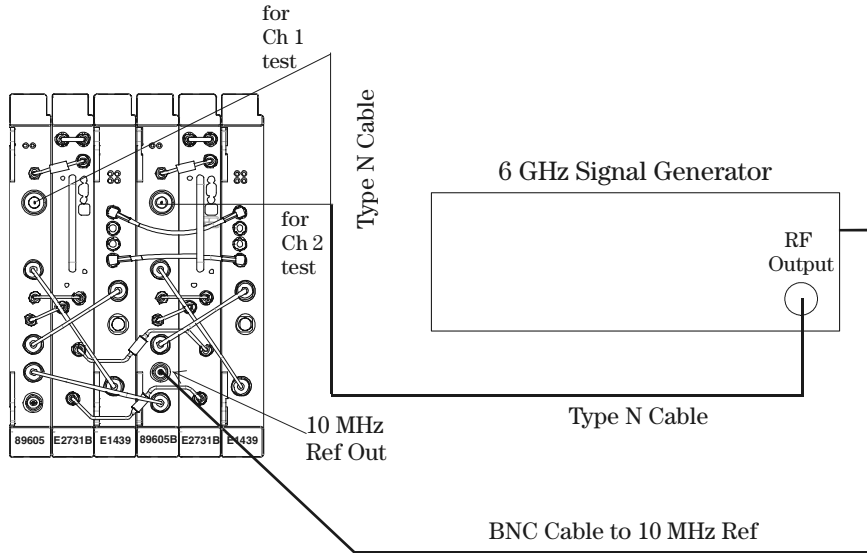 for
Ch 1
test
Type N Cable
6 GHz Signal Generator
for
Ch 2
test
RF
Output
Type N Cable
10 MHz
Ref Out
89605
E2731B
E1439
89605B
E2731B
E1439
BNC Cable to 10 MHz Ref